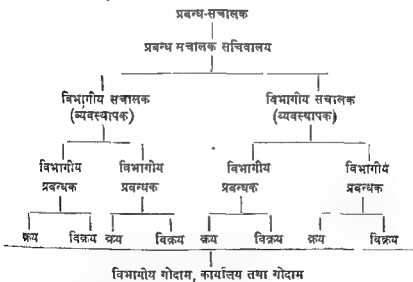 प्रबन्ध-सचालक
प्रबन्ध मचालक सचिवालय
विभागीय सचालक विभागीय सचालक
(व्यवस्थापक) (व्यवस्थापक)
विभागीय विभागीय विभागीय विभागीय
प्रबन्धक प्रबन्धक प्रबन्धक प्रबन्धक
क्रय विक्रय क्रय विक्रय क्रय विक्रय क्रय विक्रय
विभागीय गोदाम, कार्यालय तथा गोदाम